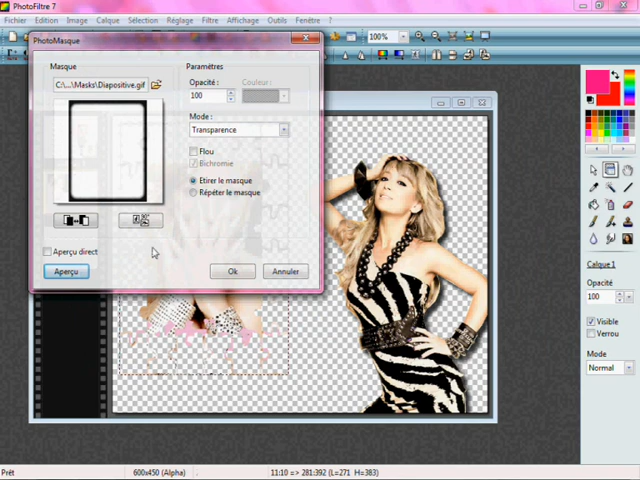 PhotoFiltre 7
Fichier Edition Image Calque Sélection Réglage Filtre Affichage Outils Fenêtre ?
100%
PhotoMasque
Masque
C:\...\Masks\Diapositive.gif
Aperçu direct
Aperçu
Paramètres
Opacité : Couleur :
100
Mode :
Transparence
Flou
Bichromie
Etirer le masque
Répéter le masque
Ok Annuler
Calque 1
Opacité
100
Visible
Verrou
Mode
Normal
Prêt 600x450 (Alpha) 11:10 => 281:392 (L=271 H=383)